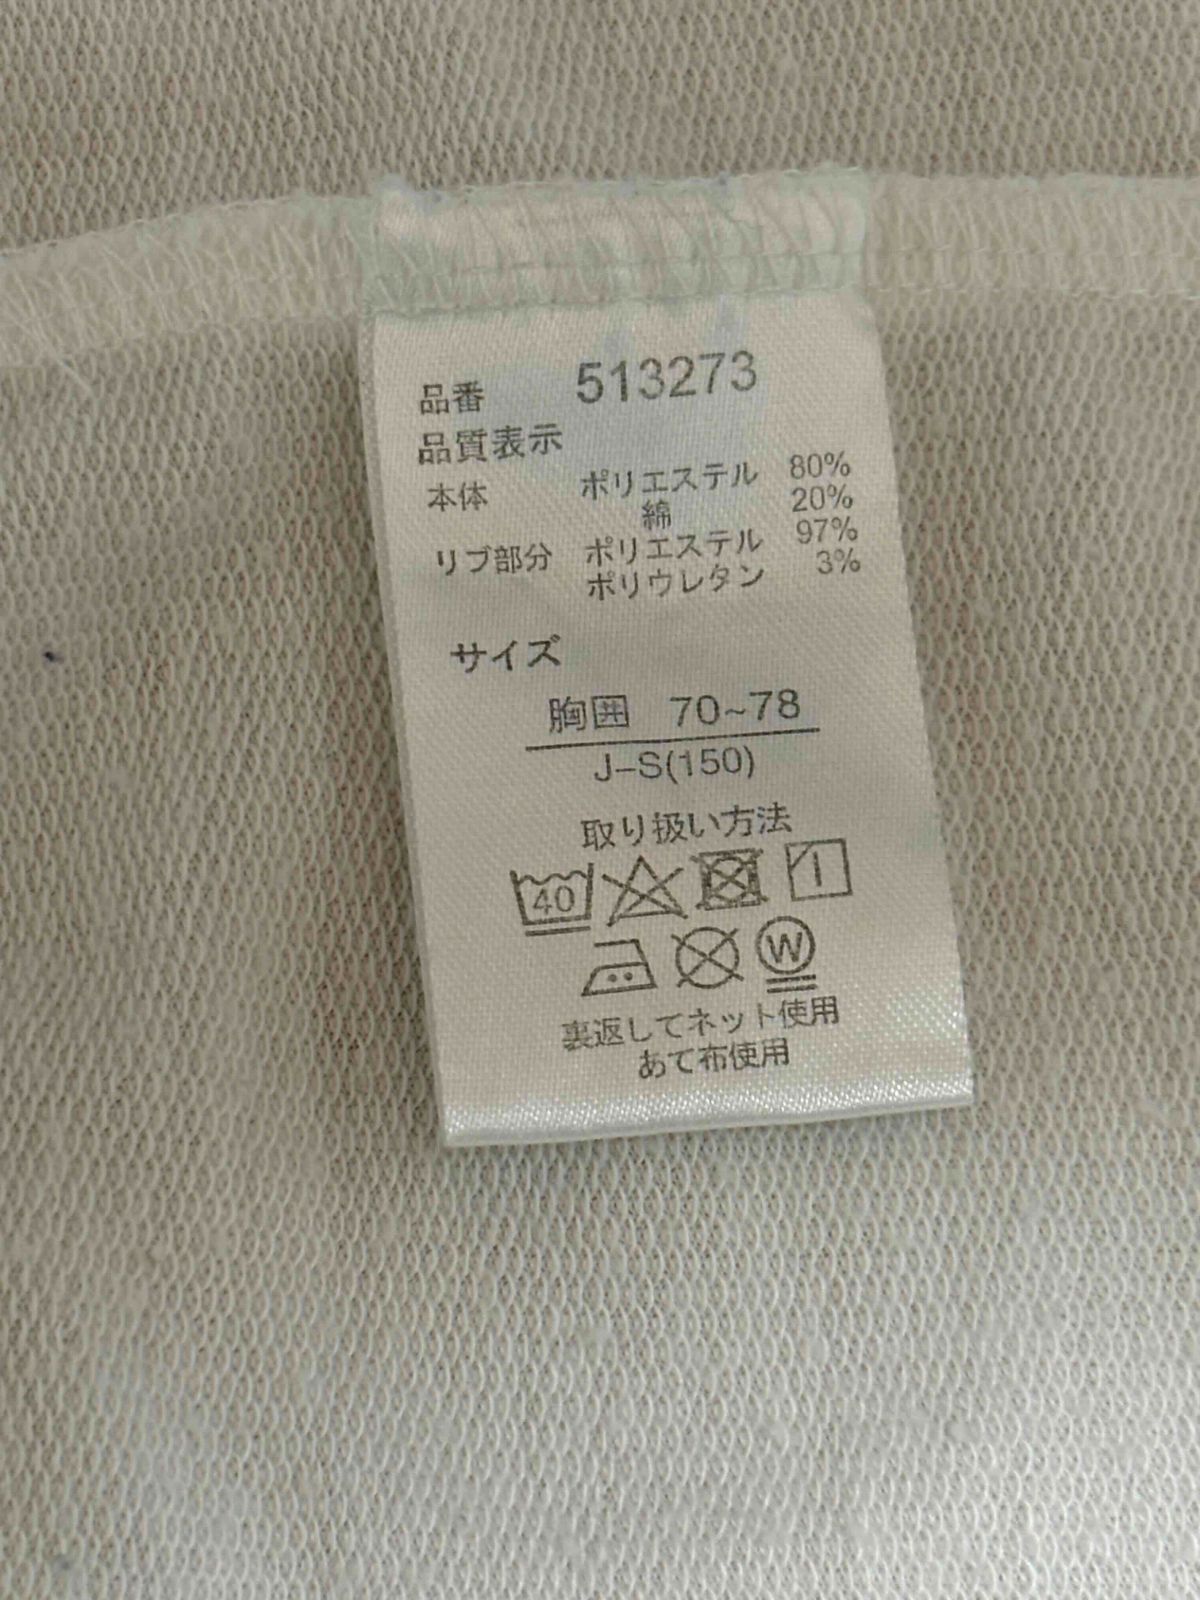 品番 513273
品質表示
本体 ポリエステル 80%
綿 20%
リブ部分 ポリエステル 97%
ポリウレタン 3%
サイズ
胸囲 70~78
J-S(150)
取り扱い方法
40
W
裏返してネット使用
あて布使用